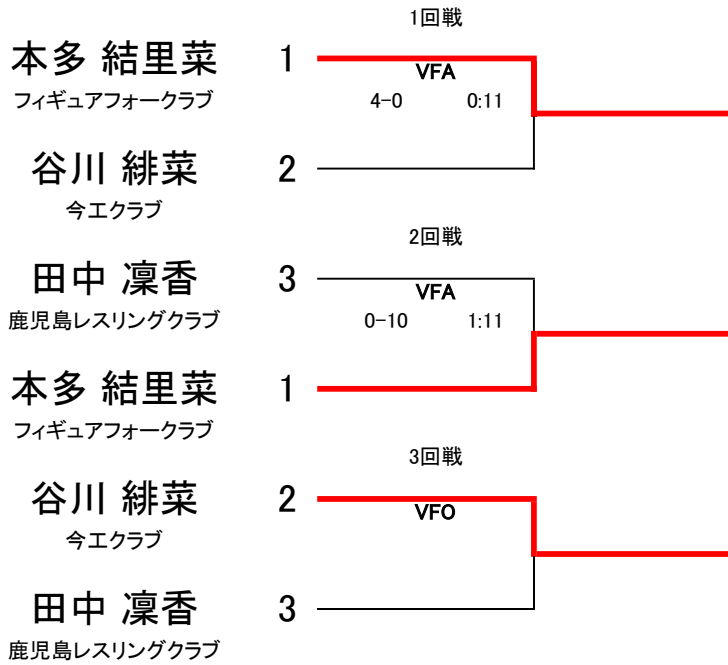 1回戦
本多 結里菜 1
フィギュアフォークラブ
VFA
4-0 0:11
谷川 緋菜 2
今工クラブ
2回戦
田中 凜香 3
鹿児島レスリングクラブ
VFA
0-10 1:11
本多 結里菜 1
フィギュアフォークラブ
3回戦
谷川 緋菜 2
今工クラブ
VFO
田中 凜香 3
鹿児島レスリングクラブ